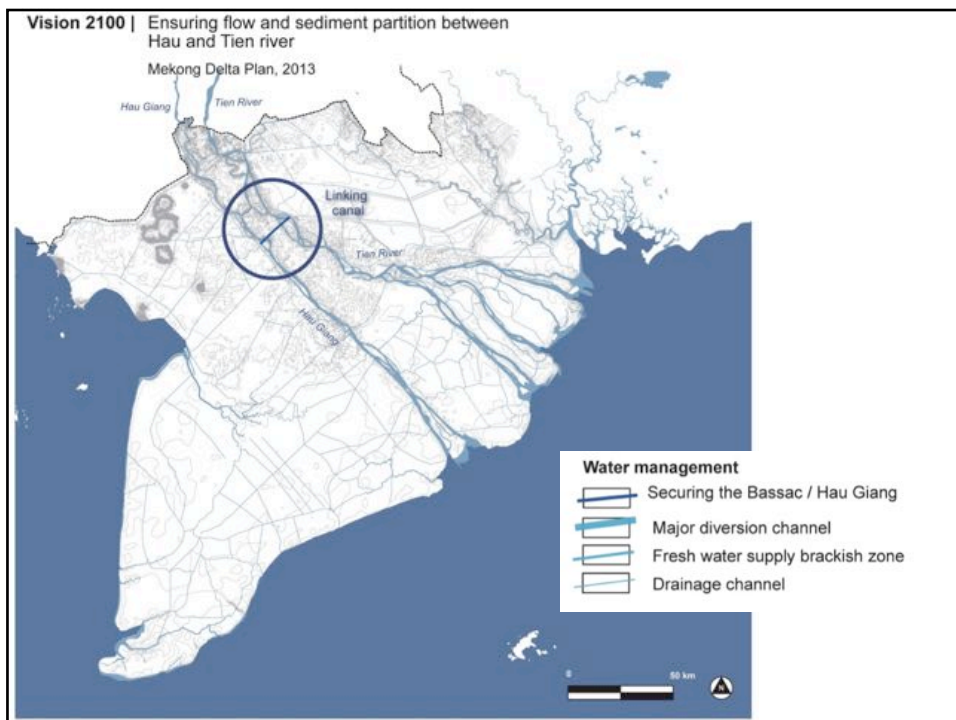 Vision 2100 | Ensuring flow and sediment partition between
Hau and Tien river
Mekong Delta Plan, 2013
Hau Giang
Tien River
Linking
canal
Tien River
Hau Giang
Water management
Securing the Bassac / Hau Giang
Major diversion channel
Fresh water supply brackish zone
Drainage channel
0
50 km
N